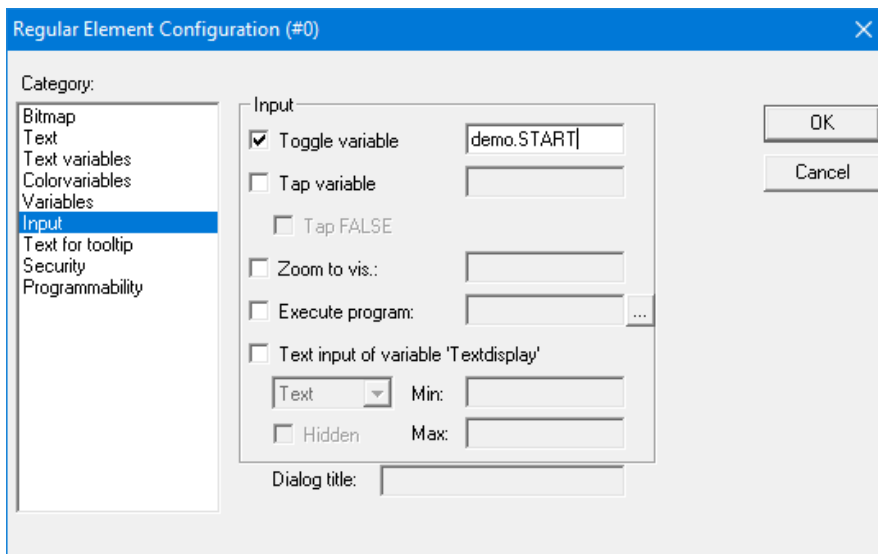 Regular Element Configuration (#0)
Category:
Bitmap
Text
Text variables
Colorvariables
Variables
Input
Text for tooltip
Security
Programmability
Input
Toggle variable demo.START
Tap variable
Tap FALSE
Zoom to vis.:
Execute program: ...
Text input of variable 'Textdisplay'
Text Min:
Hidden Max:
Dialog title:
OK
Cancel